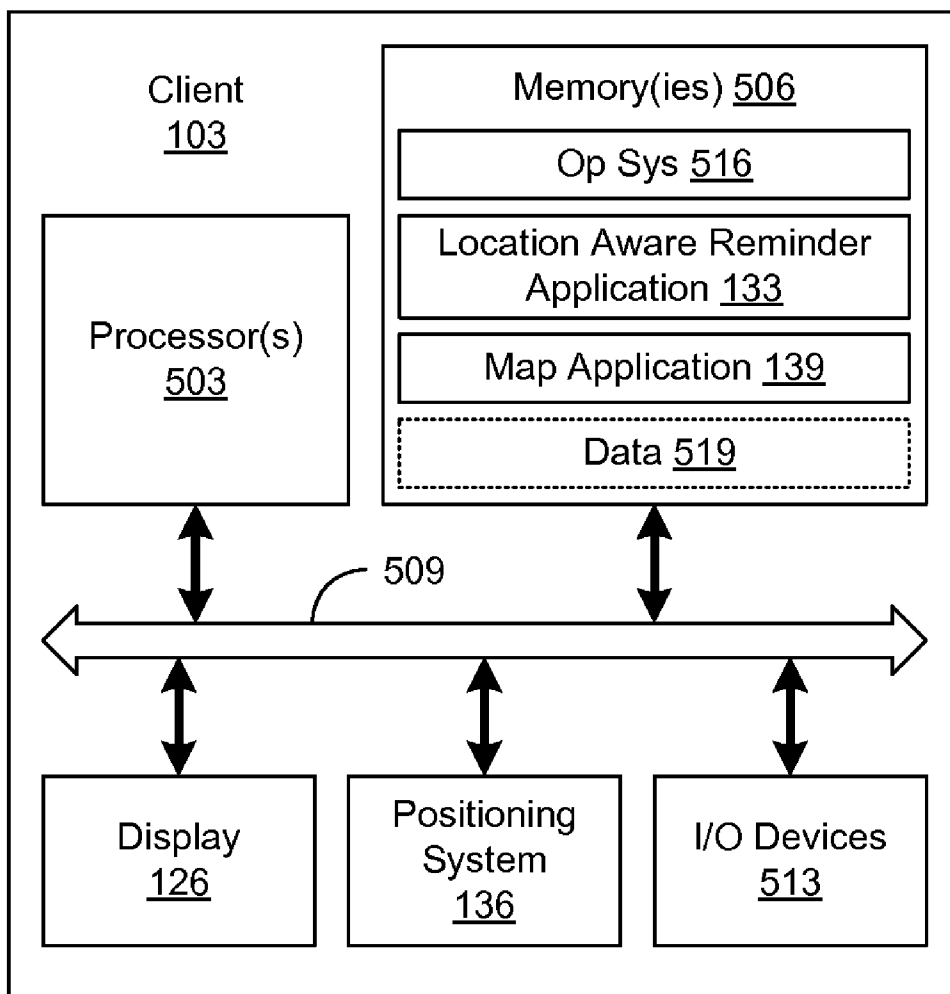 Client
103
Memory(ies) 506
Op Sys 516
Location Aware Reminder
Application 133
Map Application 139
Data 519
Processor(s)
503
509
Display
126
Positioning
System
136
I/O Devices
513